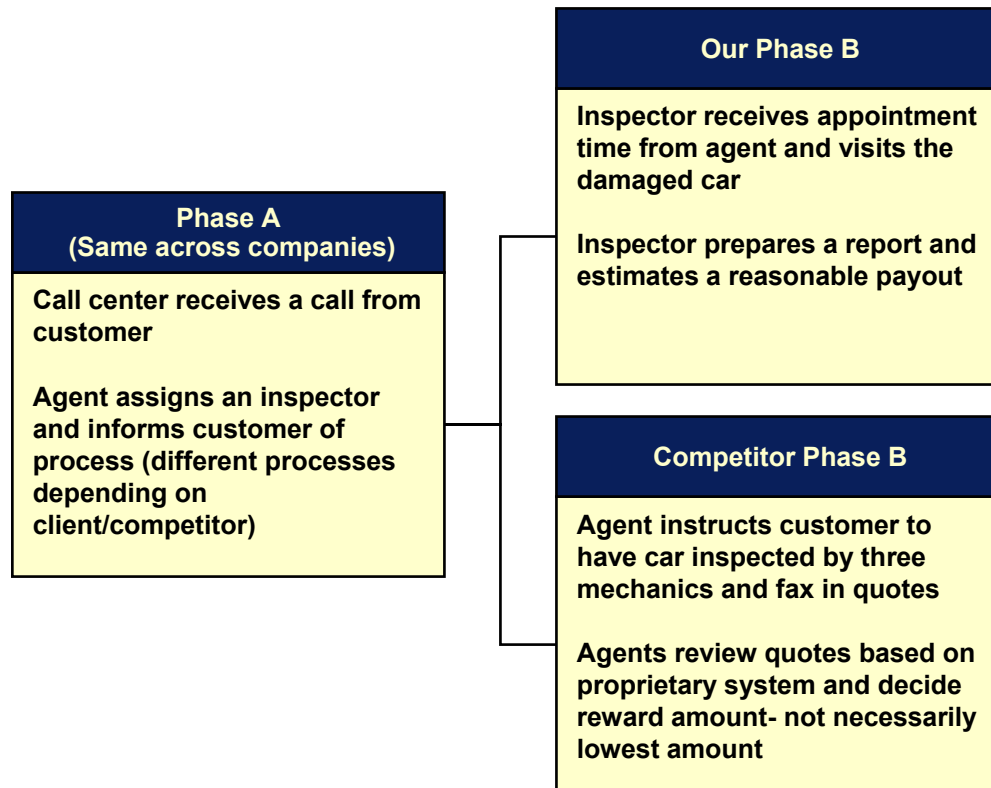 Phase A
(Same across companies)
Call center receives a call from
customer
Agent assigns an inspector
and informs customer of
process (different processes
depending on
client/competitor)
Our Phase B
Inspector receives appointment
time from agent and visits the
damaged car
Inspector prepares a report and
estimates a reasonable payout
Competitor Phase B
Agent instructs customer to
have car inspected by three
mechanics and fax in quotes
Agents review quotes based on
proprietary system and decide
reward amount- not necessarily
lowest amount